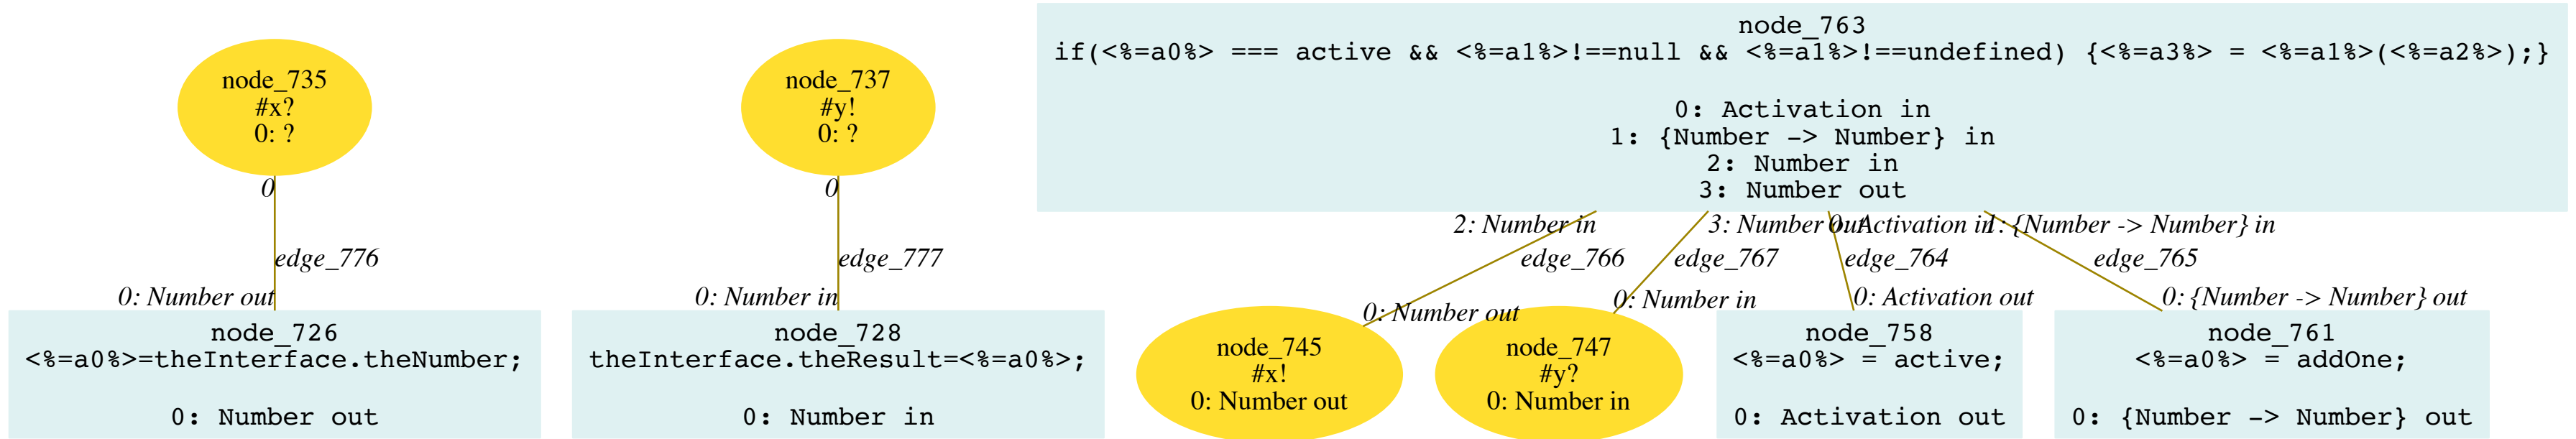 node_735
#x?
0: ?
node_737
#y!
0: ?
node_763
if(<%=a0%> === active && <%=a1%>!==null && <%=a1%>!==undefined) {<%=a3%> = <%=a1%>(<%=a2%>);}
0: Activation in
1: {Number -> Number} in
2: Number in
3: Number out
0
0
2: Number in
3: Number out
0: Activation in
1: {Number -> Number} in
edge_776
edge_777
edge_766
edge_767
edge_764
edge_765
0: Number out
0: Number in
0: Number out
0: Number in
0: Activation out
0: {Number -> Number} out
node_726
<%=a0%>=theInterface.theNumber;
0: Number out
node_728
theInterface.theResult=<%=a0%>;
0: Number in
node_745
#x!
0: Number out
node_747
#y?
0: Number in
node_758
<%=a0%> = active;
0: Activation out
node_761
<%=a0%> = addOne;
0: {Number -> Number} out